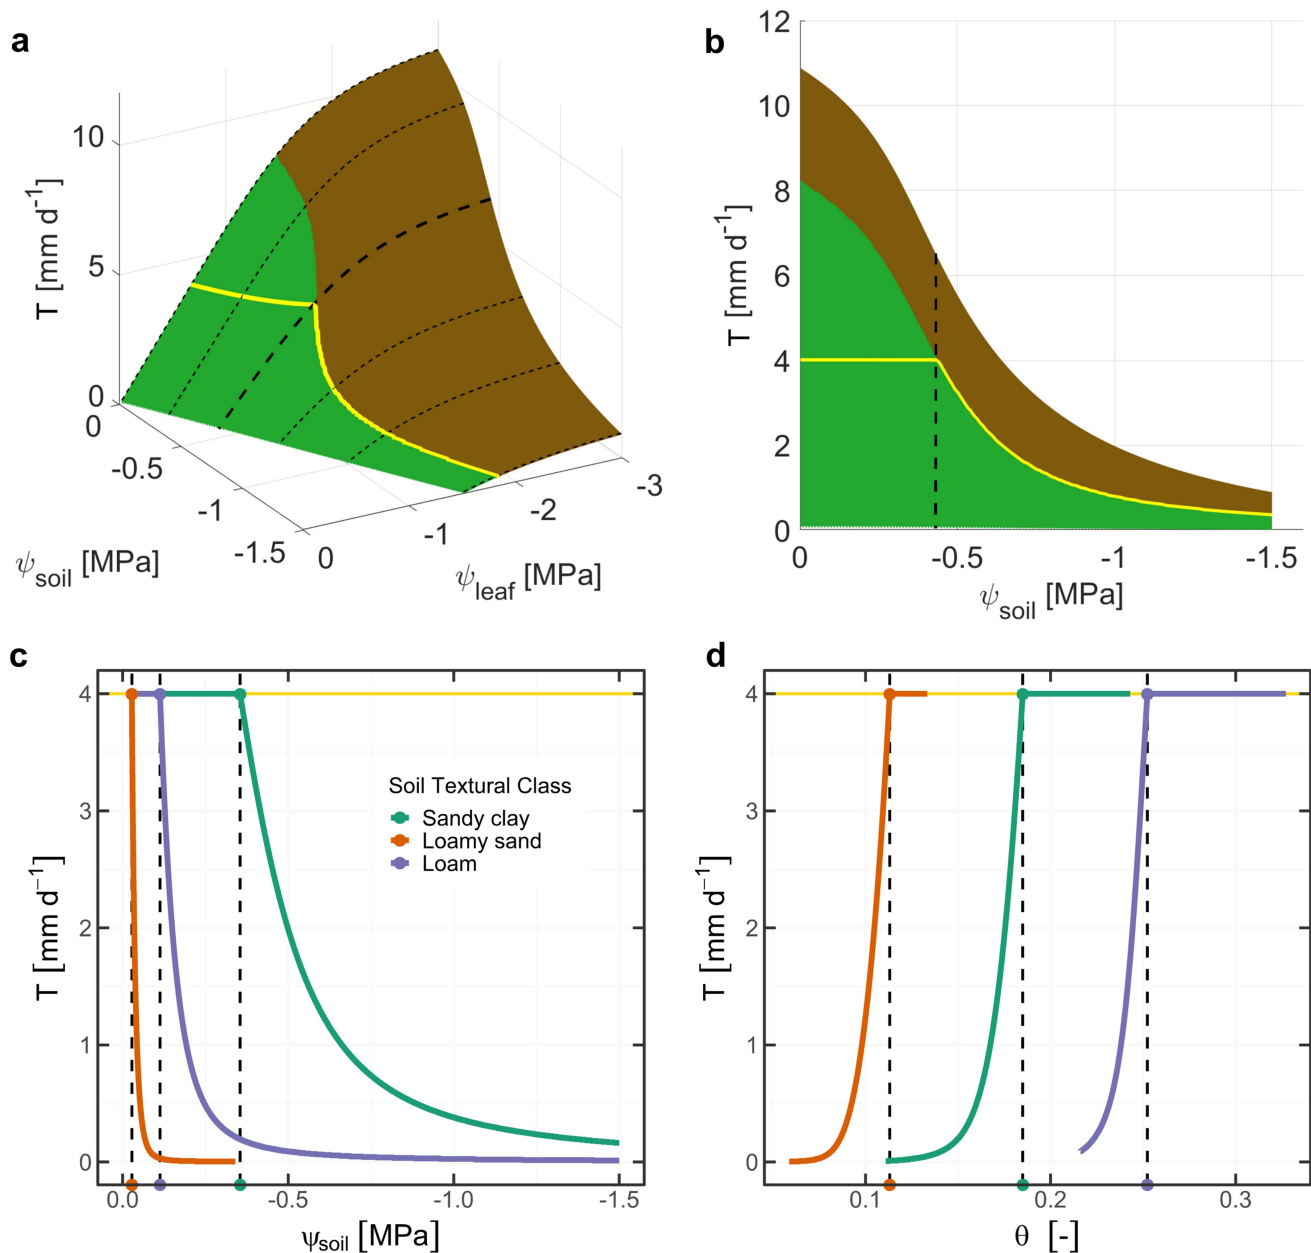 a
T [mm d⁻¹]
10
5
0
0
-0.5
-1
-1.5
ψsoil [MPa]
0
-1
-2
-3
ψleaf [MPa]
b
T [mm d⁻¹]
12
10
8
6
4
2
0
0
-0.5
-1
-1.5
ψsoil [MPa]
c
T [mm d⁻¹]
4
3
2
1
0
Soil Textural Class
Sandy clay
Loamy sand
Loam
0.0
-0.5
-1.0
-1.5
ψsoil [MPa]
d
T [mm d⁻¹]
4
3
2
1
0
0.1
0.2
0.3
θ [-]